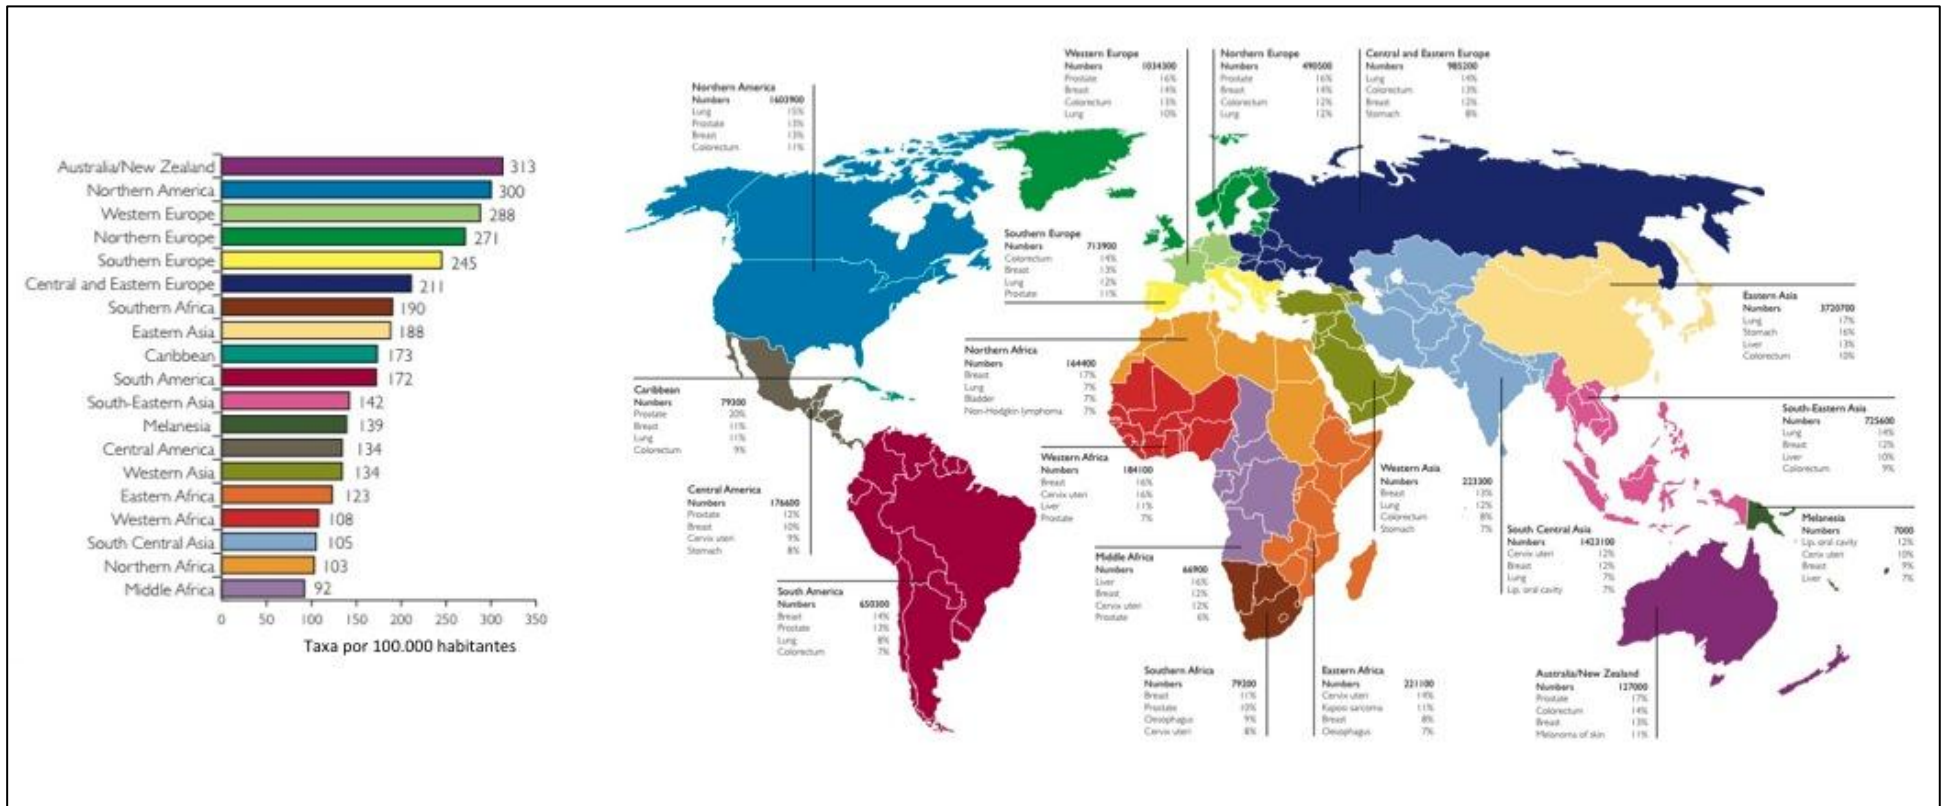 Australia/New Zealand 313
Northern America 300
Western Europe 288
Northern Europe 271
Southern Europe 245
Central and Eastern Europe 211
Southern Africa 190
Eastern Asia 188
Caribbean 173
South America 172
South-Eastern Asia 142
Melanesia 139
Central America 134
Western Asia 134
Eastern Africa 123
Western Africa 108
South Central Asia 105
Northern Africa 103
Middle Africa 92
0 50 100 150 200 250 300 350
Taxa por 100.000 habitantes
Northern America
Numbers 1603900
Lung 15%
Prostate 13%
Breast 13%
Colorectum 11%
Western Europe
Numbers 1034300
Prostate 16%
Breast 14%
Colorectum 13%
Lung 10%
Northern Europe
Numbers 490500
Prostate 16%
Breast 14%
Colorectum 12%
Lung 12%
Central and Eastern Europe
Numbers 985200
Lung 14%
Colorectum 13%
Breast 12%
Stomach 8%
Southern Europe
Numbers 713900
Colorectum 14%
Breast 13%
Lung 12%
Prostate 11%
Northern Africa
Numbers 164400
Breast 17%
Lung 7%
Bladder 7%
Non-Hodgkin lymphoma 7%
Eastern Asia
Numbers 3720700
Lung 17%
Stomach 16%
Liver 13%
Colorectum 10%
Caribbean
Numbers 79300
Prostate 20%
Breast 11%
Lung 11%
Colorectum 9%
South-Eastern Asia
Numbers 725600
Lung 14%
Breast 12%
Liver 10%
Colorectum 9%
Western Africa
Numbers 184100
Breast 16%
Cervix uteri 16%
Liver 11%
Prostate 7%
Western Asia
Numbers 223300
Breast 13%
Lung 12%
Colorectum 8%
Stomach 7%
Central America
Numbers 176600
Prostate 12%
Breast 10%
Cervix uteri 9%
Stomach 8%
South Central Asia
Numbers 1423100
Cervix uteri 12%
Breast 12%
Lung 7%
Lip, oral cavity 7%
Melanesia
Numbers 7000
Lip, oral cavity 12%
Cerix uteri 10%
Breast 9%
Liver 7%
Middle Africa
Numbers 66900
Liver 16%
Breast 12%
Cervix uteri 12%
Prostate 6%
South America
Numbers 650300
Breast 14%
Prostate 13%
Lung 8%
Colorectum 7%
Southern Africa
Numbers 79200
Breast 11%
Prostate 10%
Oesophagus 9%
Cervix uteri 8%
Eastern Africa
Numbers 221100
Cervix uteri 14%
Kaposi sarcoma 11%
Breast 8%
Oesophagus 7%
Australia/New Zealand
Numbers 127000
Prostate 17%
Colorectum 14%
Breast 13%
Melanoma of skin 11%